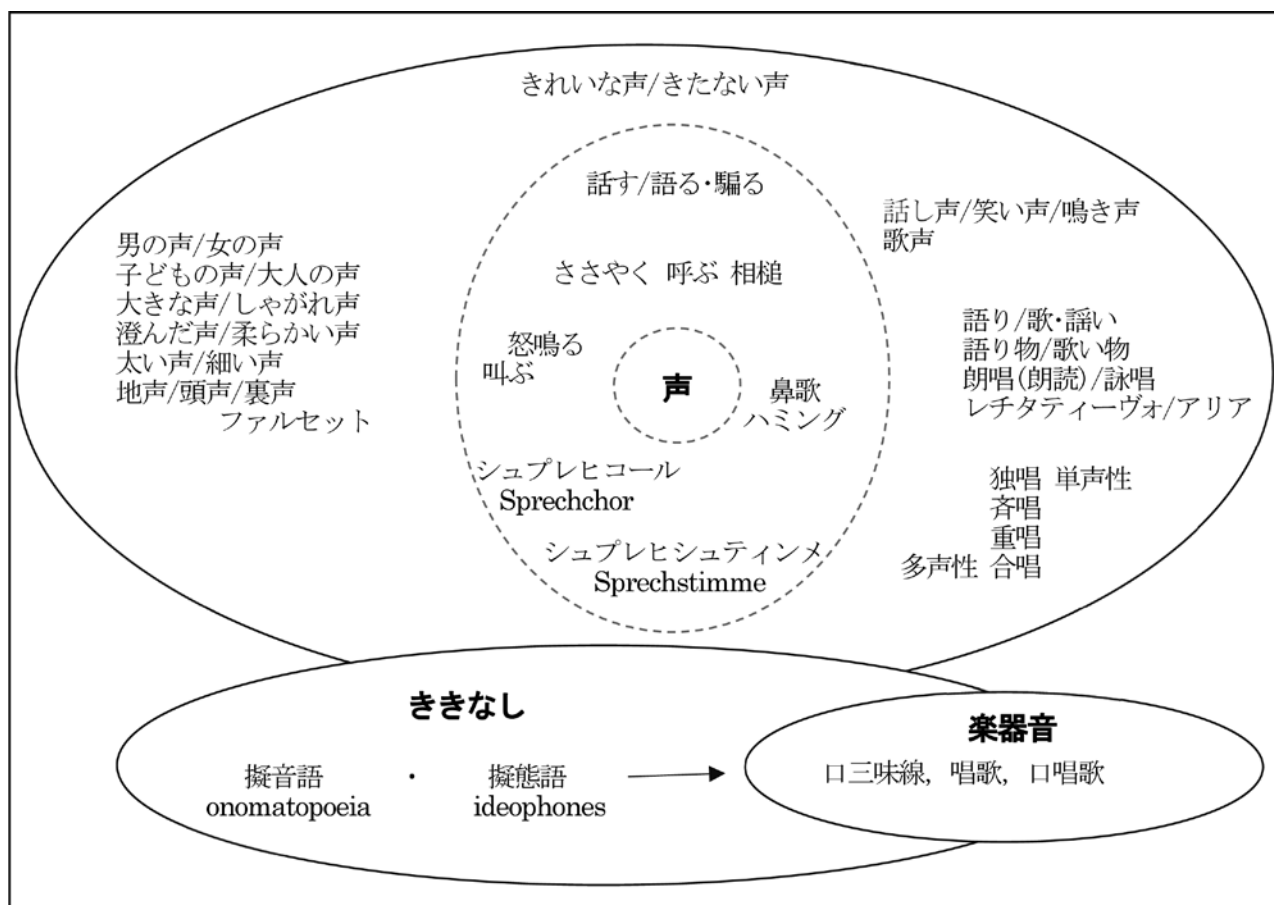 きれいな声/きたない声
話す/語る・騙る
ささやく 呼ぶ 相槌
怒鳴る
叫ぶ
声
鼻歌
ハミング
シュプレヒコール
Sprechchor
シュプレヒシュティンメ
Sprechstimme
男の声/女の声
子どもの声/大人の声
大きな声/しゃがれ声
澄んだ声/柔らかい声
太い声/細い声
地声/頭声/裏声
ファルセット
話し声/笑い声/鳴き声
歌声
語り/歌・謡い
語り物/歌い物
朗唱(朗読)/詠唱
レチタティーヴォ/アリア
独唱 単声性
斉唱
重唱
多声性 合唱
ききなし
擬音語 ・ 擬態語
onomatopoeia ideophones
楽器音
口三味線, 唱歌, 口唱歌